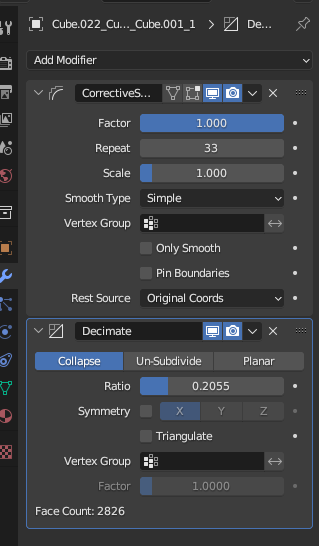 Cube.022_Cu..._Cube.001_1 > De...
Add Modifier
CorrectiveS...
Factor 1.000
Repeat 33
Scale 1.000
Smooth Type Simple
Vertex Group
Only Smooth
Pin Boundaries
Rest Source Original Coords
Decimate
Collapse Un-Subdivide Planar
Ratio 0.2055
Symmetry X Y Z
Triangulate
Vertex Group
Factor 1.0000
Face Count: 2826